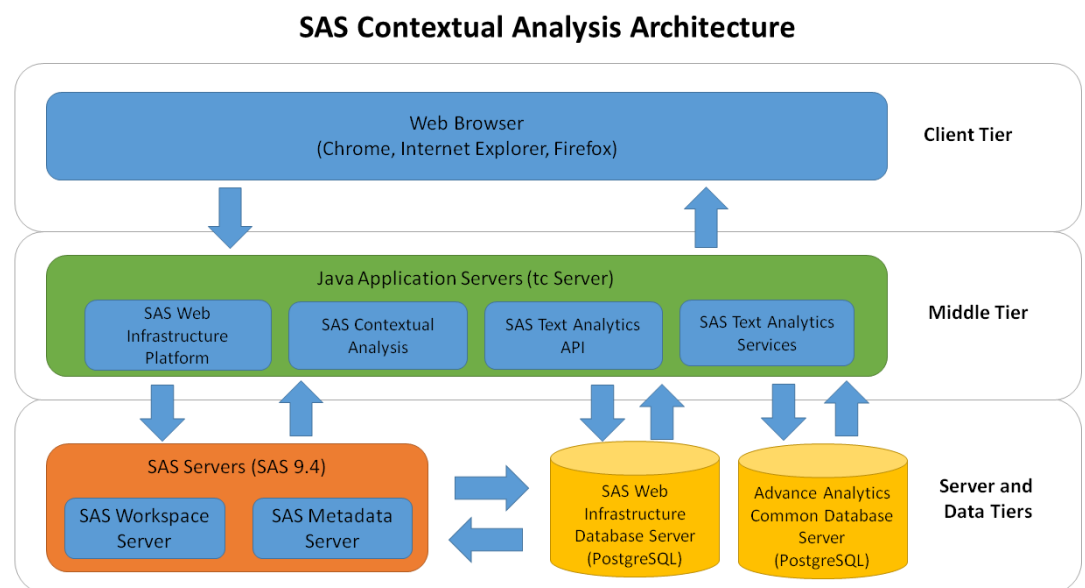 SAS Contextual Analysis Architecture
Web Browser
(Chrome, Internet Explorer, Firefox)
Client Tier
Java Application Servers (tc Server)
SAS Web
Infrastructure
Platform
SAS Contextual
Analysis
SAS Text Analytics
API
SAS Text Analytics
Services
Middle Tier
SAS Servers (SAS 9.4)
SAS Workspace
Server
SAS Metadata
Server
SAS Web
Infrastructure
Database Server
(PostgreSQL)
Advance Analytics
Common Database
Server
(PostgreSQL)
Server and
Data Tiers